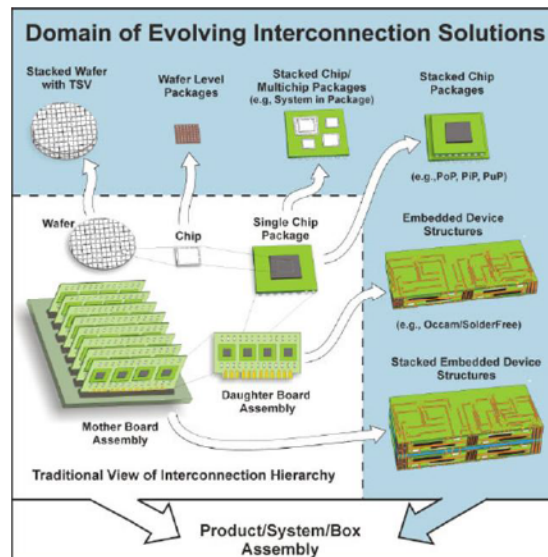 Domain of Evolving Interconnection Solutions
Stacked Wafer
with TSV
Wafer Level
Packages
Stacked Chip/
Multichip Packages
(e.g, System in Package)
Stacked Chip
Packages
(e.g.,PoP, PiP, PuP)
Wafer
Chip
Single Chip
Package
Embedded Device
Structures
(e.g., Occam/SolderFree)
Daughter Board
Assembly
Stacked Embedded Device
Structures
Mother Board
Assembly
Traditional View of Interconnection Hierarchy
Product/System/Box
Assembly